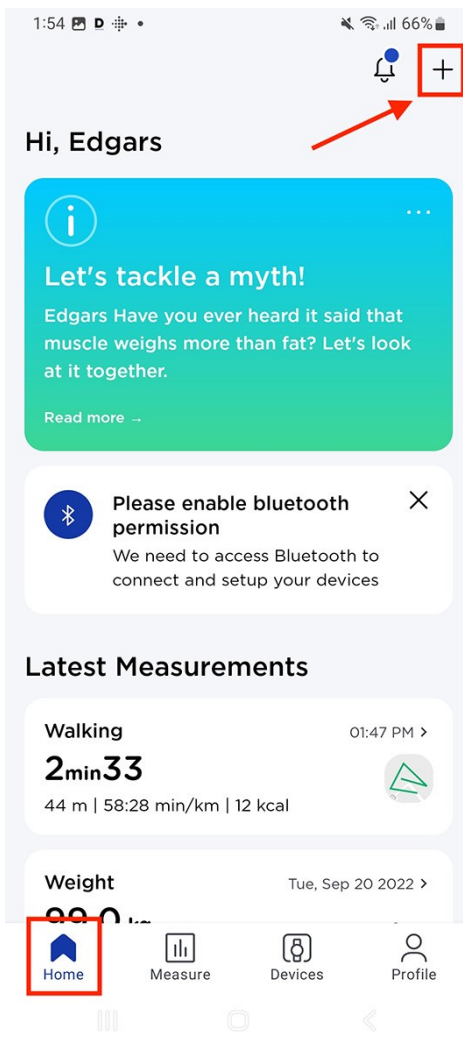 1:54 D 66%
Hi, Edgars
Let's tackle a myth!
Edgars Have you ever heard it said that
muscle weighs more than fat? Let's look
at it together.
Read more →
Please enable bluetooth
permission
We need to access Bluetooth to
connect and setup your devices
Latest Measurements
Walking 01:47 PM >
2min33
44 m | 58:28 min/km | 12 kcal
Weight Tue, Sep 20 2022 >
99.0 kg
Home Measure Devices Profile